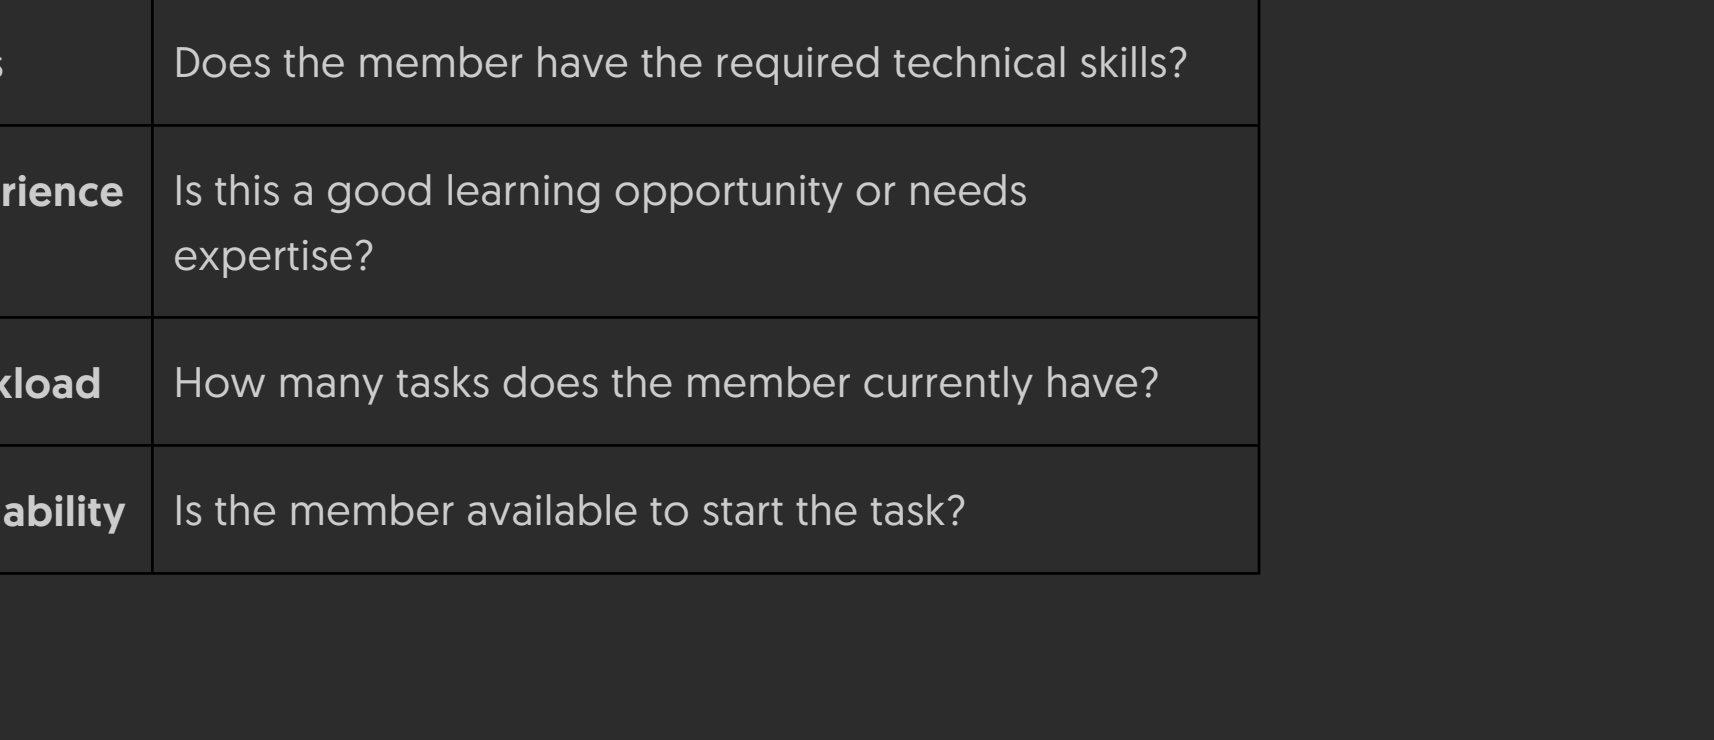 s Does the member have the required technical skills?
rience Is this a good learning opportunity or needs
expertise?
kload How many tasks does the member currently have?
ability Is the member available to start the task?